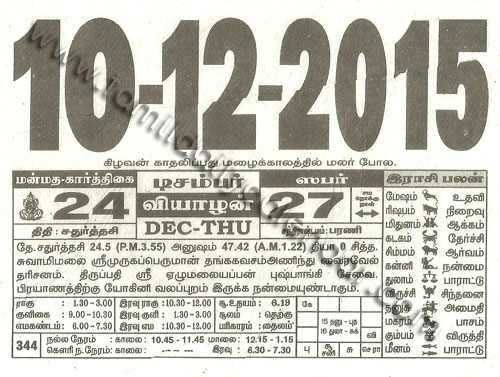 10-12-2015
கிழவன் காதலிப்பது மழைக்காலத்தில் மலர் போல.
மன்மத-கார்த்திகை டிசம்பர் ஸபர் இராசி பலன்
24 வியாழன் 27
திதி : சதுர்த்தசி DEC-THU பரணி
மேஷம் உதவி
ரிஷபம் நிறைவு
மிதுனம் ஆக்கம்
கடகம் தேர்ச்சி
சிம்மம் ஆர்வம்
கன்னி நன்மை
துலாம் பாராட்டு
விருச்சி சிந்தனை
தனுசு அமைதி
மகரம் பாசம்
கும்பம் விருத்தி
மீனம் பாராட்டு
தே. சதுர்த்தசி 24.5 (P.M.3.55) அனுஷம் 47.42 (A.M.1.22) தியா 0 சித்த.
சுவாமிமலை ஸ்ரீமுருகப்பெருமான் தங்ககவசம்அணிந்து வைரவேல்
தரிசனம். திருப்பதி ஸ்ரீ ஏழுமலையப்பன் புஷ்பாங்கி சேவை.
பிரயாணத்திற்கு யோகினி வலப்புறம் இருக்க நன்மையுண்டாகும்.
ராகு : 1.30 - 3.00 இரவு ராகு : 10.30-12.00 சூ.உதயம் : 6.19
குளிகை : 9.00 - 10.30 இரவு குளிகை : 1.30 - 3.00 சூலம் : தெற்கு
எமகண்டம் : 6.00 - 7.30 இரவு எம : 10.30-12.00 பரிகாரம் : தைலம்
344 நல்ல நேரம் : காலை : 10.45 - 11.45 மாலை : 12.15 - 1.15
கெளரி ந.நேரம் : காலை : இரவு : 6.30 - 7.30
கே
15 தனு - புத
16 துலா - சுக்
வி
பு சூ சனி சு செ ரா
www.tamildailycalendar.com